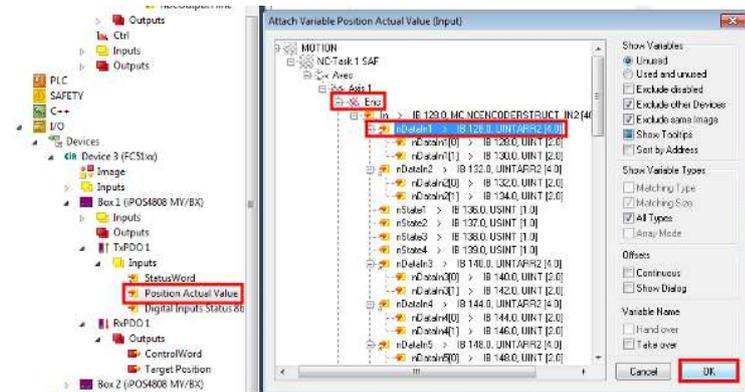 Outputs
Ctrl
Inputs
Outputs
PLC
SAFETY
C++
I/O
Devices
Device 3 (FC51xx)
Image
Inputs
Box 1 (iPOS4808 MY/BX)
Inputs
Outputs
TxPDO 1
Inputs
StatusWord
Position Actual Value
Digital Inputs Status 8b
RxPDO 1
Outputs
ControlWord
Target Position
Box 2 (iPOS4808 MY/BX)
Attach Variable Position Actual Value (Input)
MOTION
NC-Task 1 SAF
Axes
Axis 1
Enc
In > IB 128.0, MC NCENCODERSTRUCT_IN2 [40
nDataIn1 > IB 128.0, UINTARR2 [4.0]
nDataIn1[0] > IB 128.0, UINT [2.0]
nDataIn1[1] > IB 130.0, UINT [2.0]
nDataIn2 > IB 132.0, UINTARR2 [4.0]
nDataIn2[0] > IB 132.0, UINT [2.0]
nDataIn2[1] > IB 134.0, UINT [2.0]
nState1 > IB 136.0, USINT [1.0]
nState2 > IB 137.0, USINT [1.0]
nState3 > IB 138.0, USINT [1.0]
nState4 > IB 139.0, USINT [1.0]
nDataIn3 > IB 140.0, UINTARR2 [4.0]
nDataIn3[0] > IB 140.0, UINT [2.0]
nDataIn3[1] > IB 142.0, UINT [2.0]
nDataIn4 > IB 144.0, UINTARR2 [4.0]
nDataIn4[0] > IB 144.0, UINT [2.0]
nDataIn4[1] > IB 146.0, UINT [2.0]
nDataIn5 > IB 148.0, UINTARR2 [4.0]
nDataIn5[0] > IB 148.0, UINT [2.0]
Show Variables
Unused
Used and unused
Exclude disabled
Exclude other Devices
Exclude same Image
Show Tooltips
Sort by Address
Show Variable Types
Matching Type
Matching Size
All Types
Array Mode
Offsets
Continuous
Show Dialog
Variable Name
Hand over
Take over
Cancel
OK